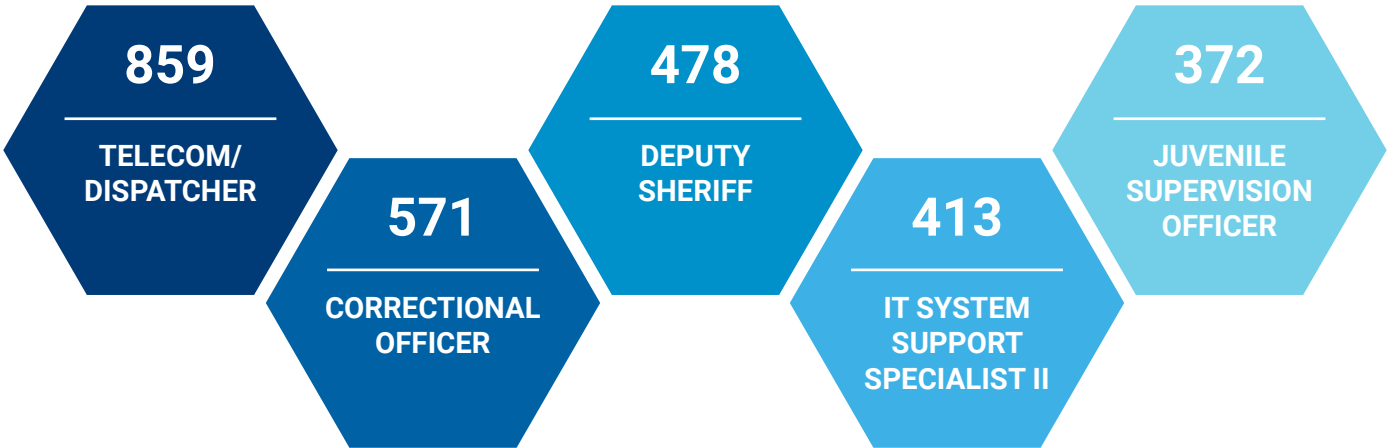 859
TELECOM/
DISPATCHER
571
CORRECTIONAL
OFFICER
478
DEPUTY
SHERIFF
413
IT SYSTEM
SUPPORT
SPECIALIST II
372
JUVENILE
SUPERVISION
OFFICER